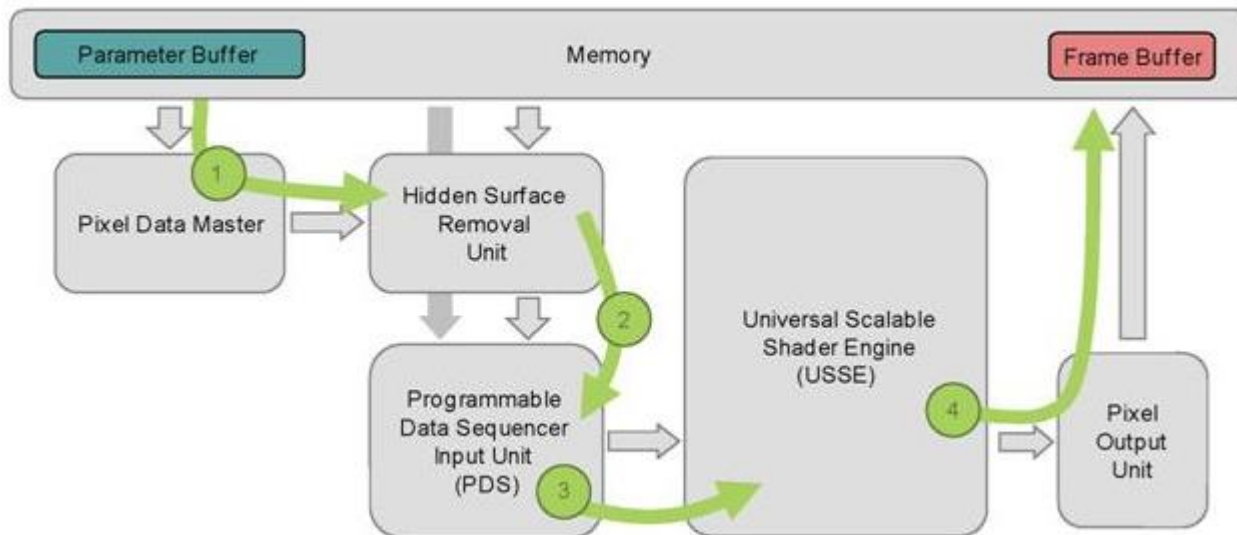 Parameter Buffer
Memory
Frame Buffer
1
Pixel Data Master
Hidden Surface
Removal
Unit
2
Programmable
Data Sequencer
Input Unit
(PDS)
3
Universal Scalable
Shader Engine
(USSE)
4
Pixel
Output
Unit